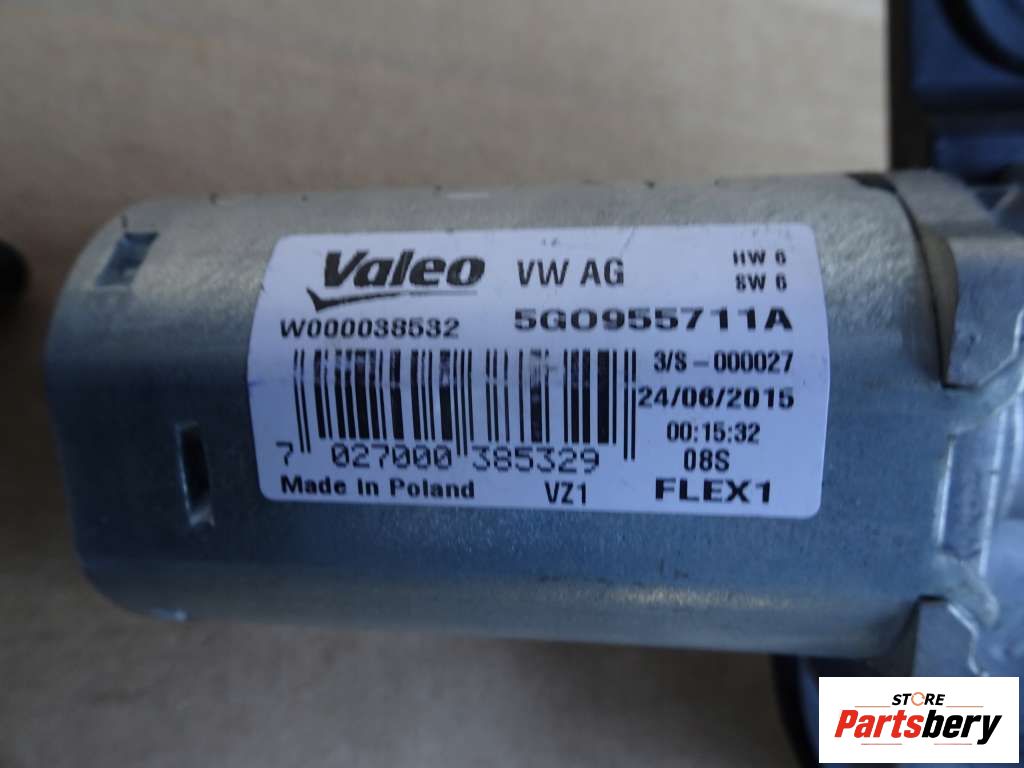 Valeo VW AG HW 6
SW 6
W000038532 5G0955711A
3/S-000027
24/06/2015
00:15:32
7 027000 385329 08S
Made in Poland VZ1 FLEX1
STORE
Partsbery